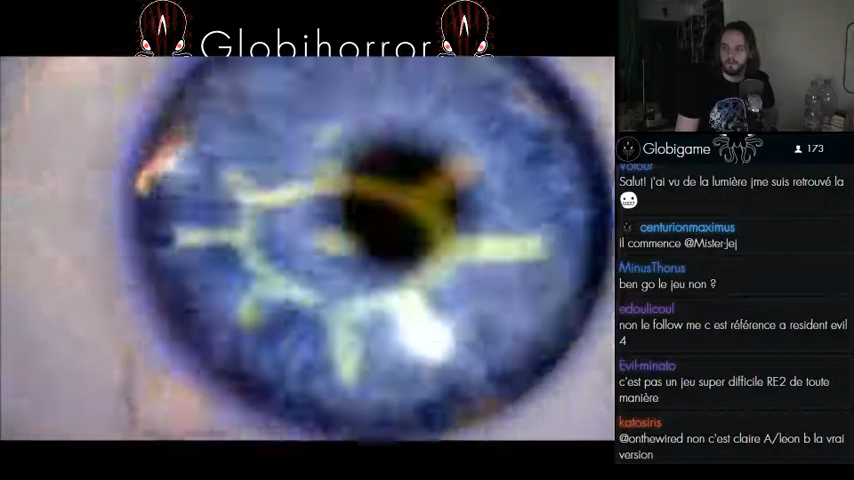 Globihorror
Globigame
173
Votour
Salut! j'ai vu de la lumière jme suis retrouvé la
centurionmaximus
Il commence @Mister-Jej
MinusThorus
ben go le jeu non ?
edoulicoul
non le follow me c est référence a resident evil
4
Evil-minato
c'est pas un jeu super difficile RE2 de toute
manière
katosiris
@onthewired non c'est claire A/leon b la vrai
version